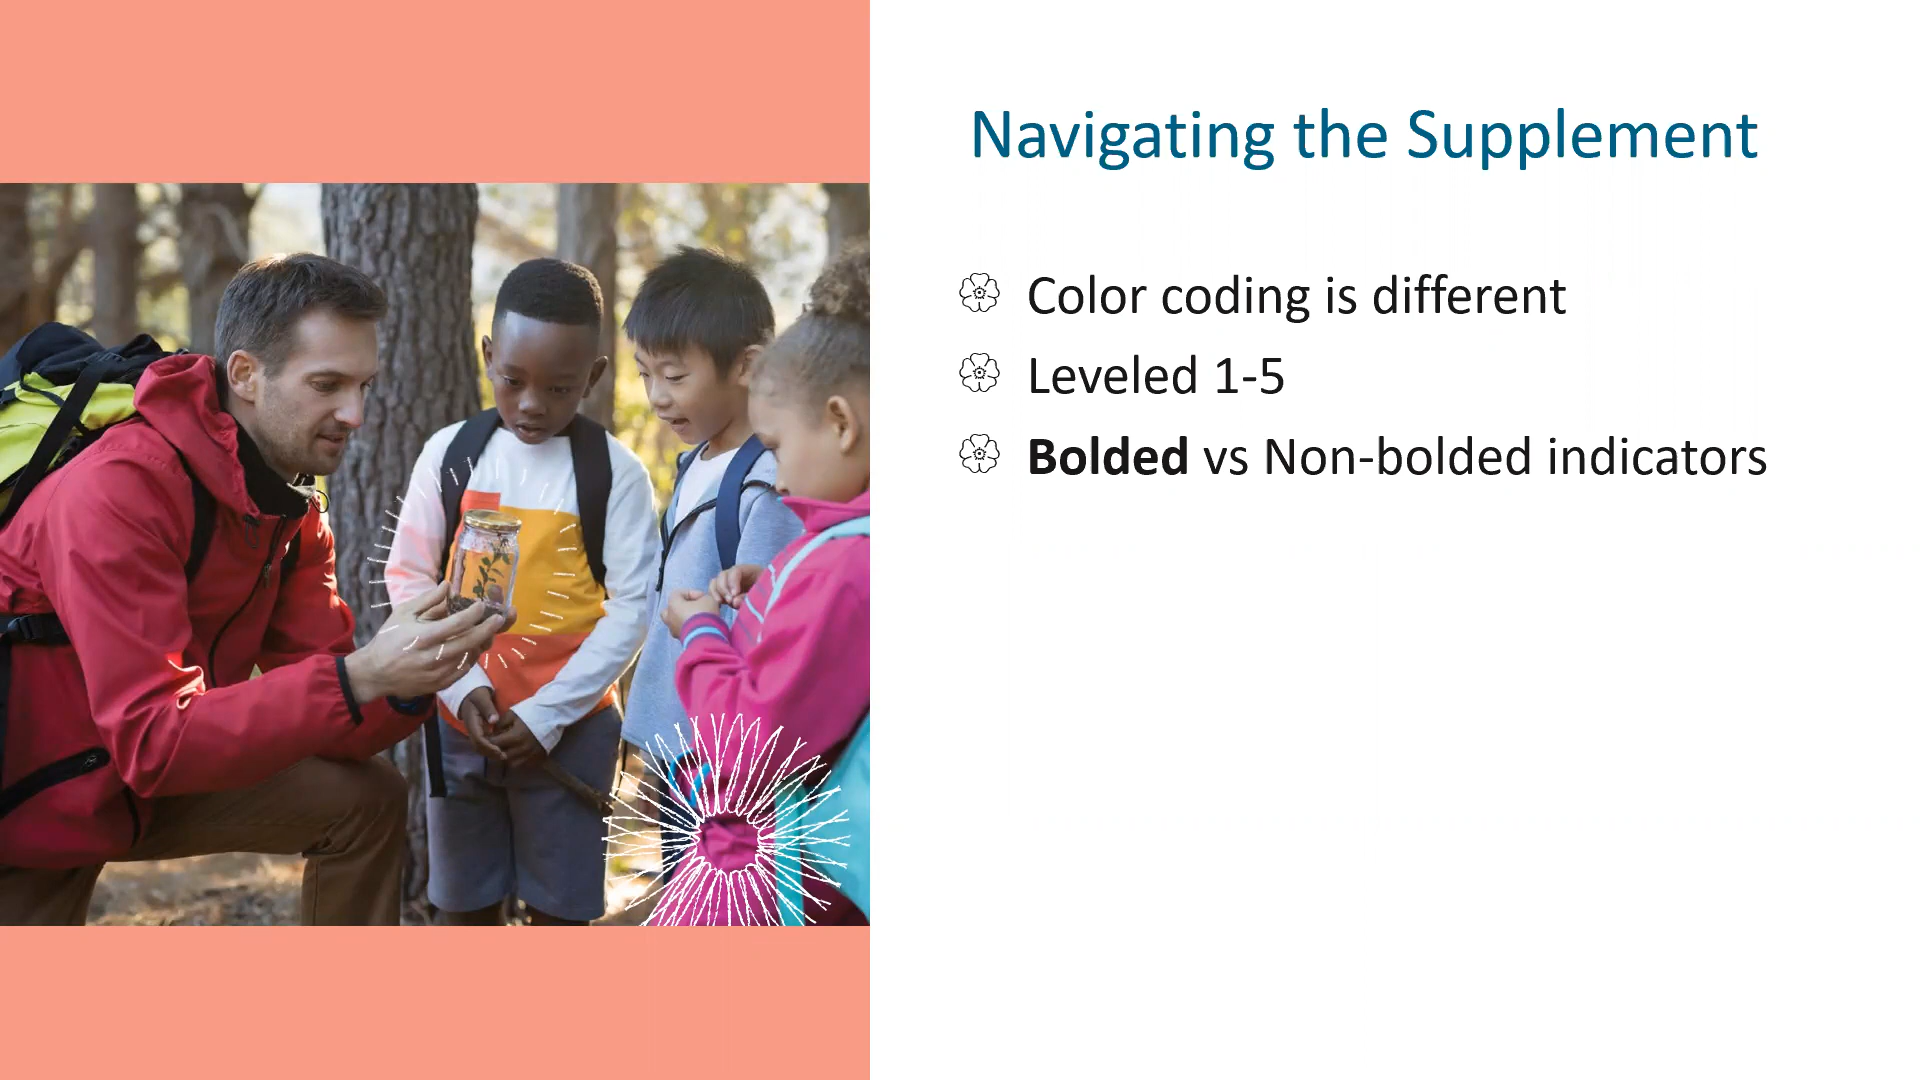 Navigating the Supplement
Color coding is different
Leveled 1-5
Bolded vs Non-bolded indicators